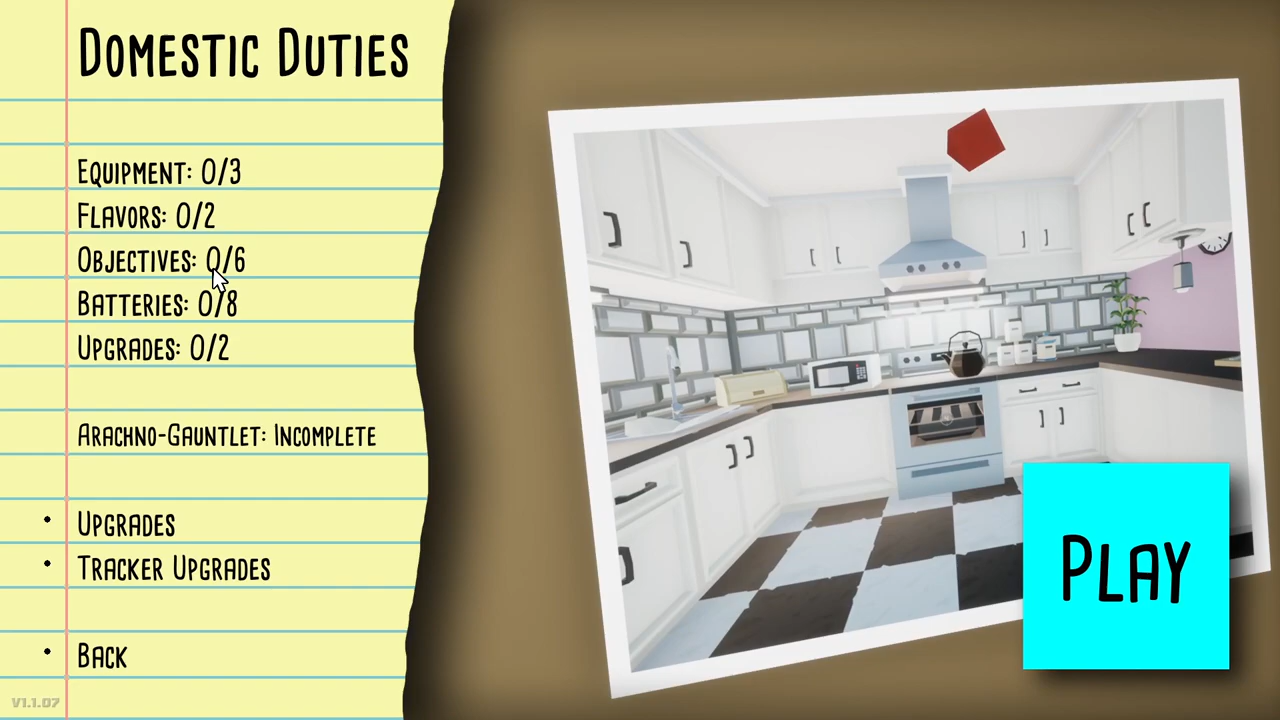 Domestic Duties
Equipment: 0/3
Flavors: 0/2
Objectives: 0/6
Batteries: 0/8
Upgrades: 0/2
Arachno-Gauntlet: Incomplete
• Upgrades
• Tracker Upgrades
• Back
Play
V1.1.07